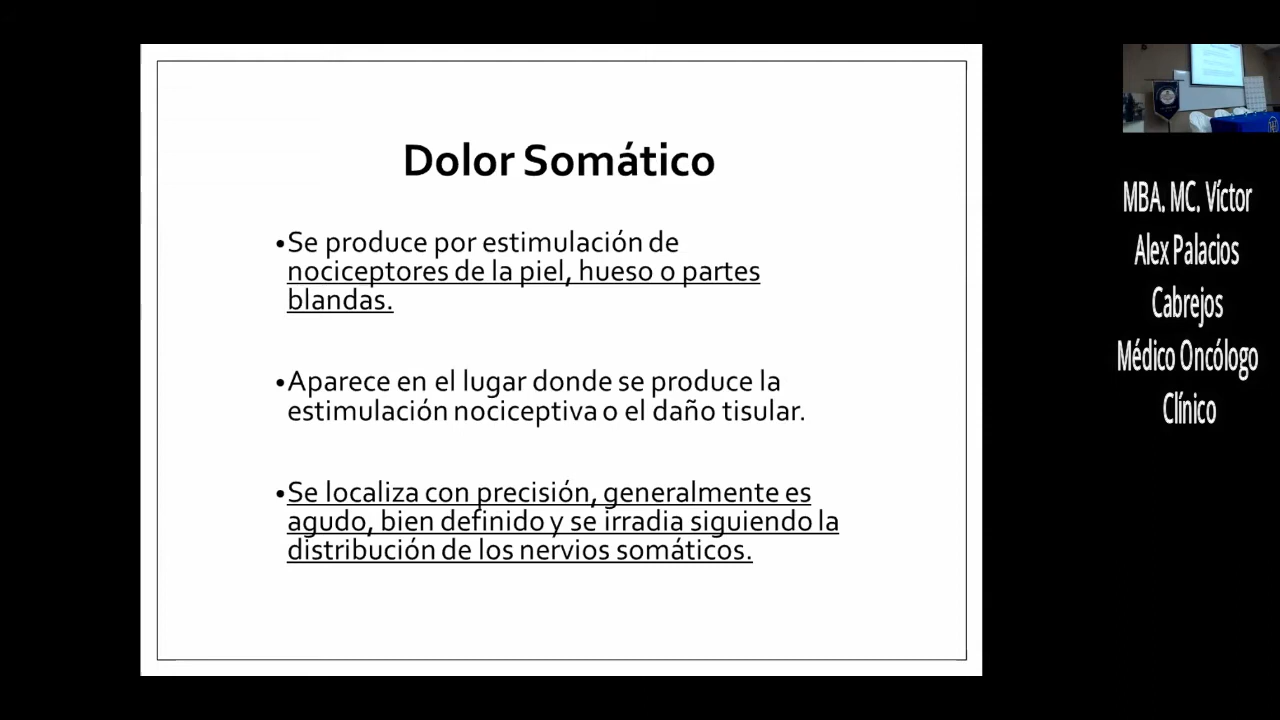 Dolor Somático
•Se produce por estimulación de
nociceptores de la piel, hueso o partes
blandas.
•Aparece en el lugar donde se produce la
estimulación nociceptiva o el daño tisular.
•Se localiza con precisión, generalmente es
agudo, bien definido y se irradia siguiendo la
distribución de los nervios somáticos.
MBA. MC. Víctor
Alex Palacios
Cabrejos
Médico Oncólogo
Clínico